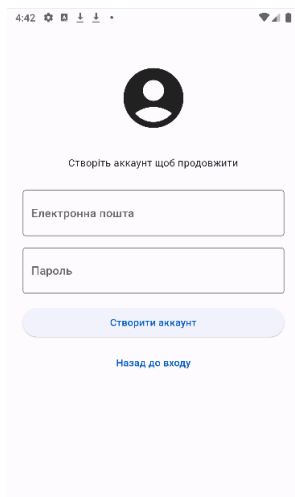 4:42
Створіть аккаунт щоб продовжити
Електронна пошта
Пароль
Створити аккаунт
Назад до входу